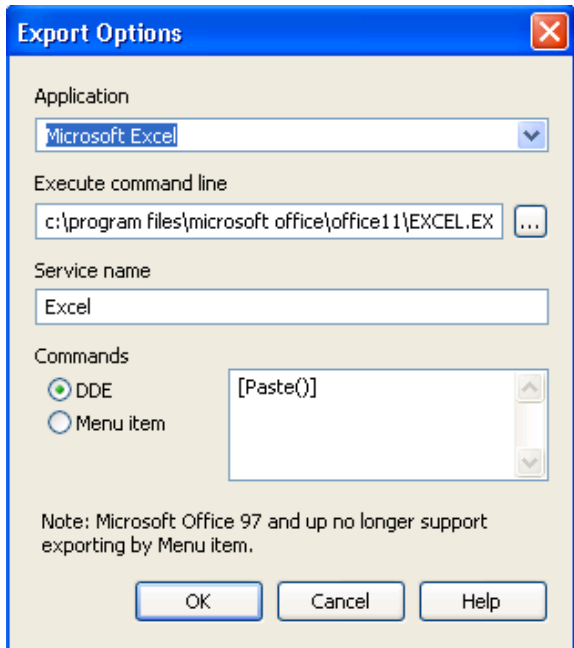 Export Options
Application
Microsoft Excel
Execute command line
c:\program files\microsoft office\office11\EXCEL.EX
...
Service name
Excel
Commands
DDE
[Paste()]
Menu item
Note: Microsoft Office 97 and up no longer support
exporting by Menu item.
OK Cancel Help